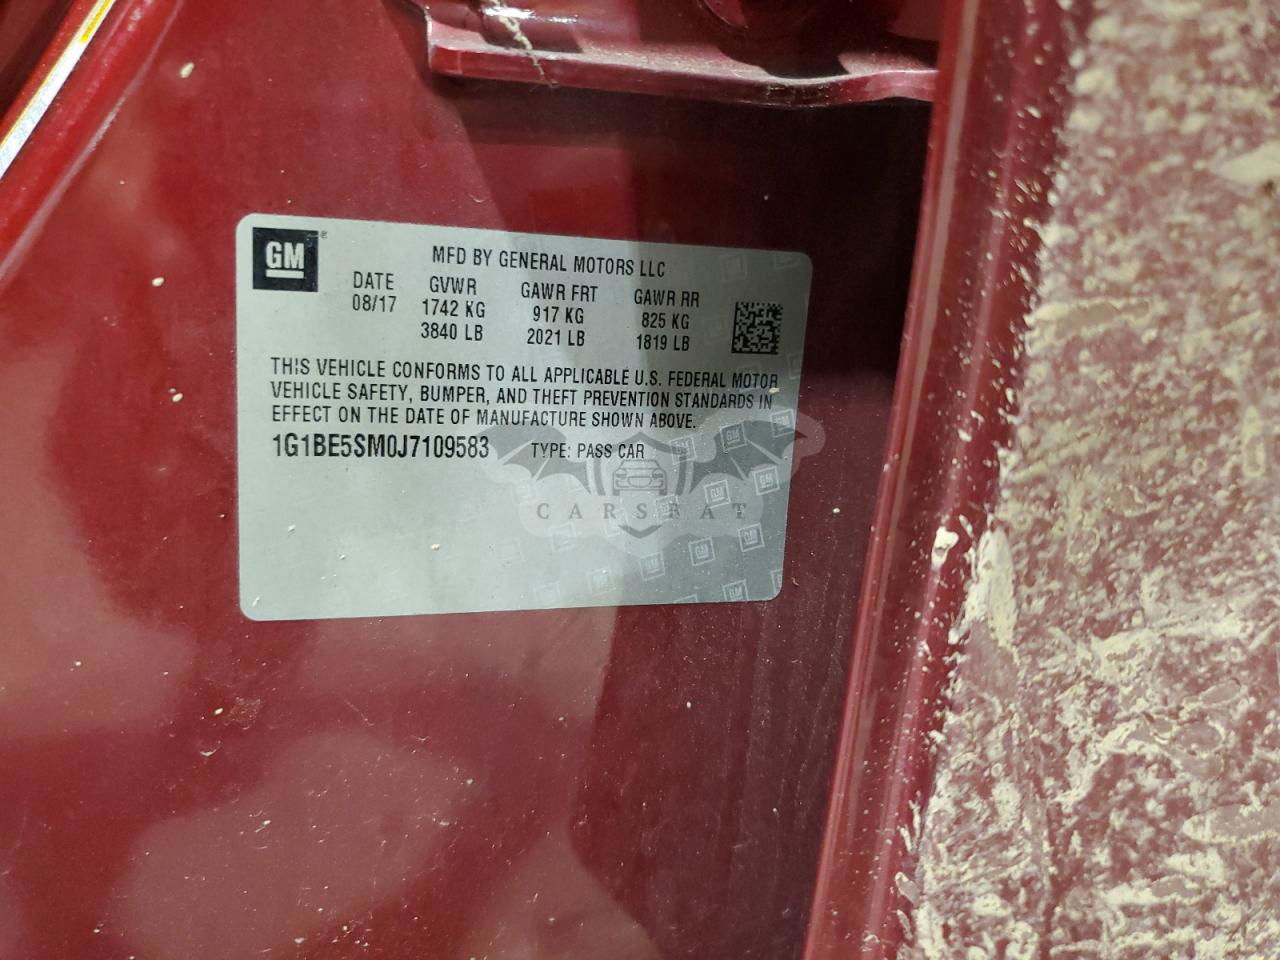 GM
MFD BY GENERAL MOTORS LLC
DATE GVWR GAWR FRT GAWR RR
08/17 1742 KG 917 KG 825 KG
3840 LB 2021 LB 1819 LB
THIS VEHICLE CONFORMS TO ALL APPLICABLE U.S. FEDERAL MOTOR
VEHICLE SAFETY, BUMPER, AND THEFT PREVENTION STANDARDS IN
EFFECT ON THE DATE OF MANUFACTURE SHOWN ABOVE.
1G1BE5SM0J7109583 TYPE: PASS CAR
CARSBAT